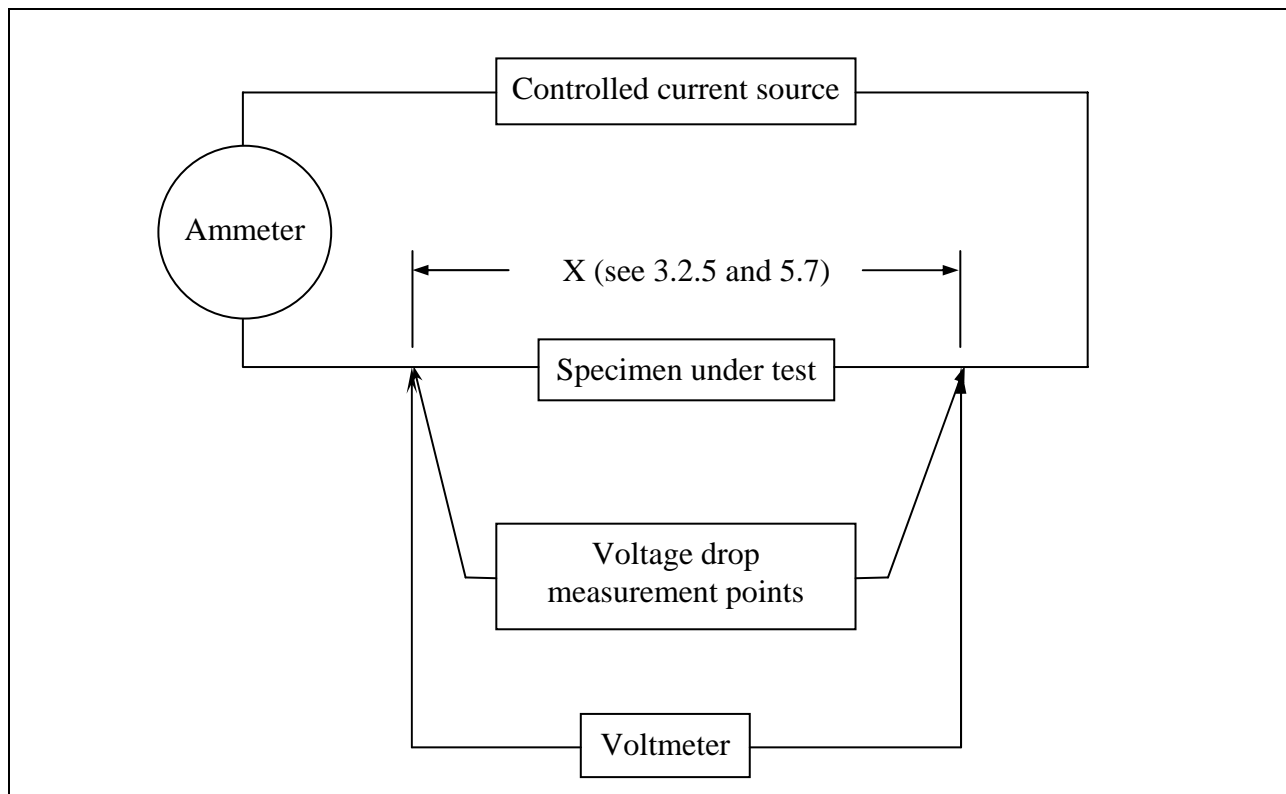 Controlled current source
Ammeter
X (see 3.2.5 and 5.7)
Specimen under test
Voltage drop
measurement points
Voltmeter